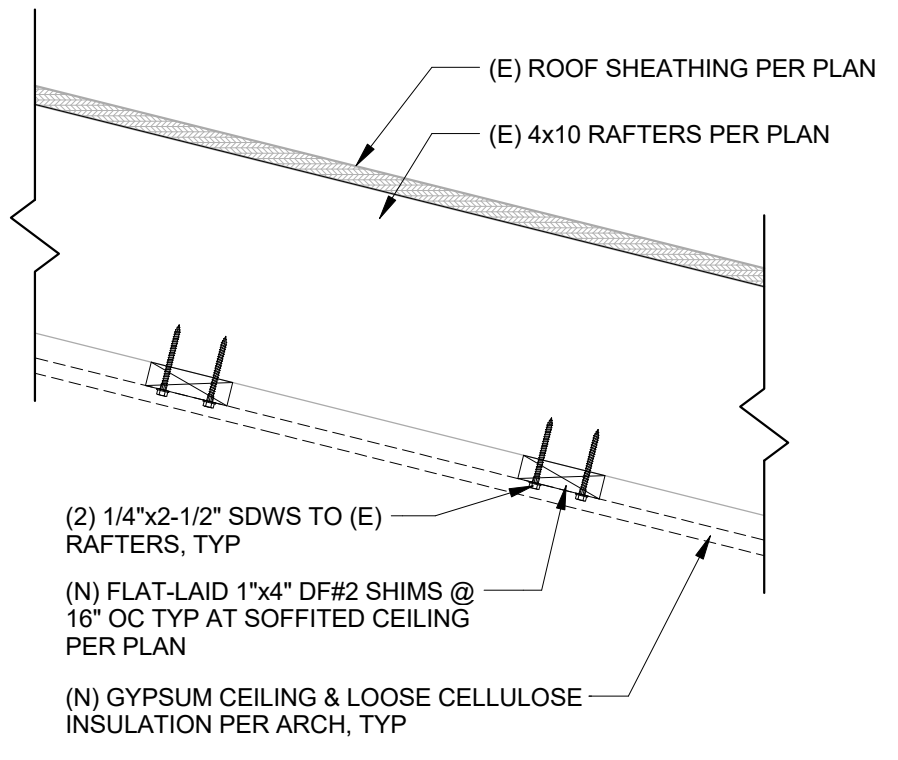 (E) ROOF SHEATHING PER PLAN
(E) 4x10 RAFTERS PER PLAN
(2) 1/4"x2-1/2" SDWS TO (E)
RAFTERS, TYP
(N) FLAT-LAID 1"x4" DF#2 SHIMS @
16" OC TYP AT SOFFITED CEILING
PER PLAN
(N) GYPSUM CEILING & LOOSE CELLULOSE
INSULATION PER ARCH, TYP